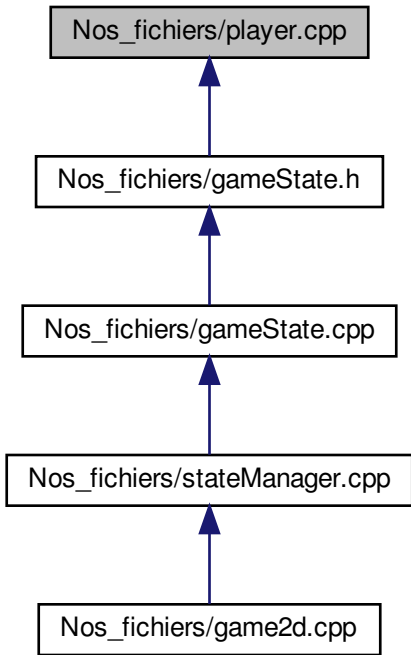 Nos_fichiers/player.cpp
Nos_fichiers/gameState.h
Nos_fichiers/gameState.cpp
Nos_fichiers/stateManager.cpp
Nos_fichiers/game2d.cpp